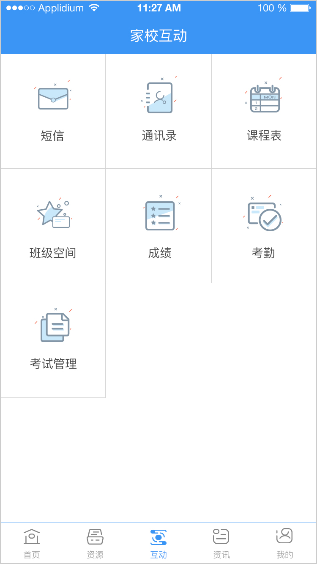 Applidium 11:27 AM 100 %
家校互动
短信 通讯录 课程表
班级空间 成绩 考勤
考试管理
首页 资源 互动 资讯 我的